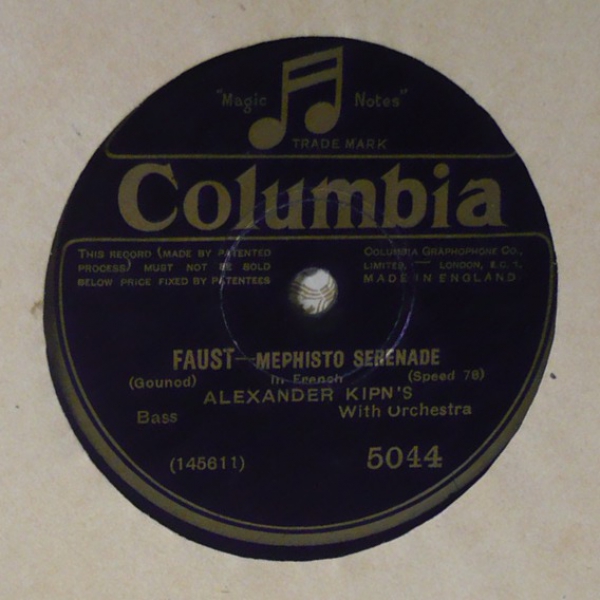 "Magic Notes"
TRADE MARK
Columbia
THIS RECORD (MADE BY PATENTED
PROCESS) MUST NOT BE SOLD
BELOW PRICE FIXED BY PATENTEES
COLUMBIA GRAPHOPHONE CO.,
LIMITED, — LONDON, E.C. 1.
MADE IN ENGLAND.
FAUST—MEPHISTO SERENADE
(Gounod) In French (Speed 78)
ALEXANDER KIPN'S
Bass With Orchestra
(145611) 5044